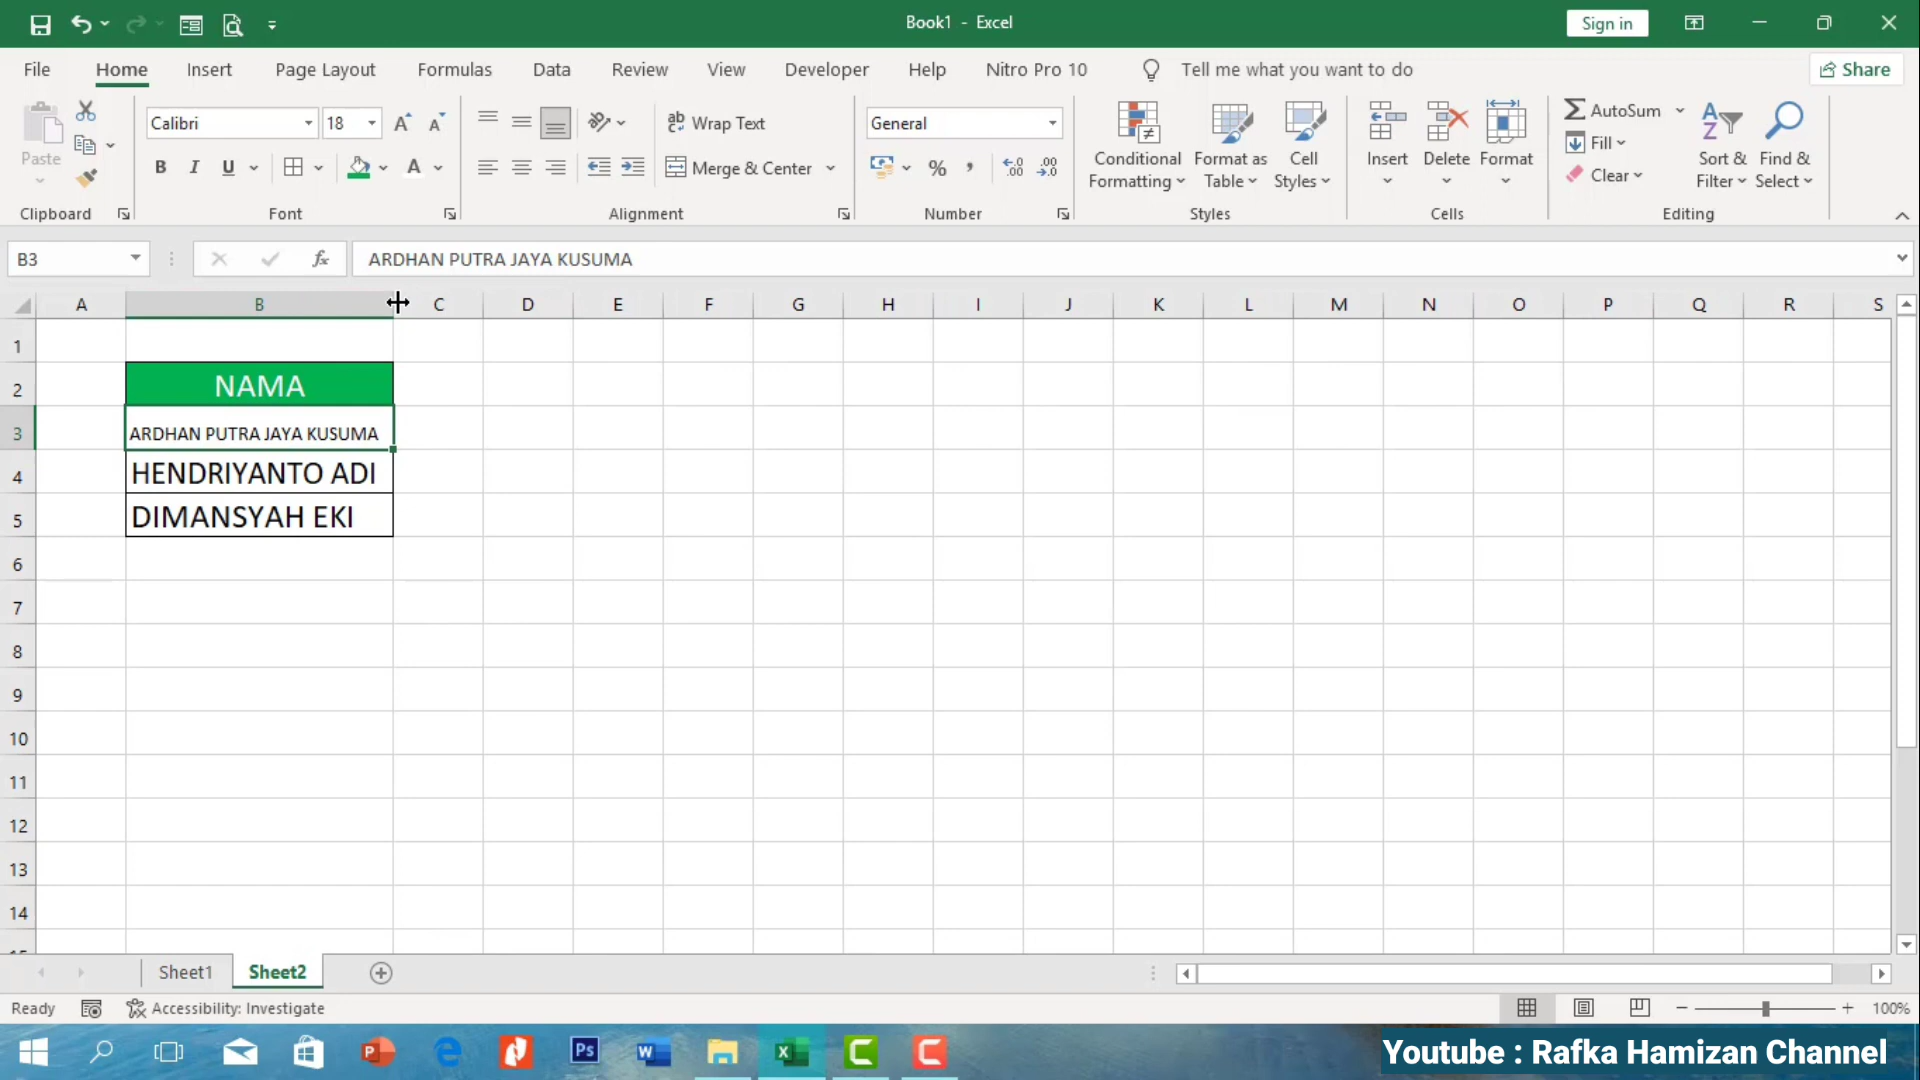 Book1 - Excel
Sign in
File Home Insert Page Layout Formulas Data Review View Developer Help Nitro Pro 10 Tell me what you want to do Share
Paste
Calibri 18
B I U A
Wrap Text
Merge & Center
General
% ,
Conditional Formatting
Format as Table
Cell Styles
Insert Delete Format
AutoSum
Fill
Clear
Sort & Filter
Find & Select
Clipboard Font Alignment Number Styles Cells Editing
B3 fx ARDHAN PUTRA JAYA KUSUMA
A B C D E F G H I J K L M N O P Q R S
1
2 NAMA
3 ARDHAN PUTRA JAYA KUSUMA
4 HENDRIYANTO ADI
5 DIMANSYAH EKI
6
7
8
9
10
11
12
13
14
Sheet1 Sheet2
Ready Accessibility: Investigate 100%
Youtube : Rafka Hamizan Channel